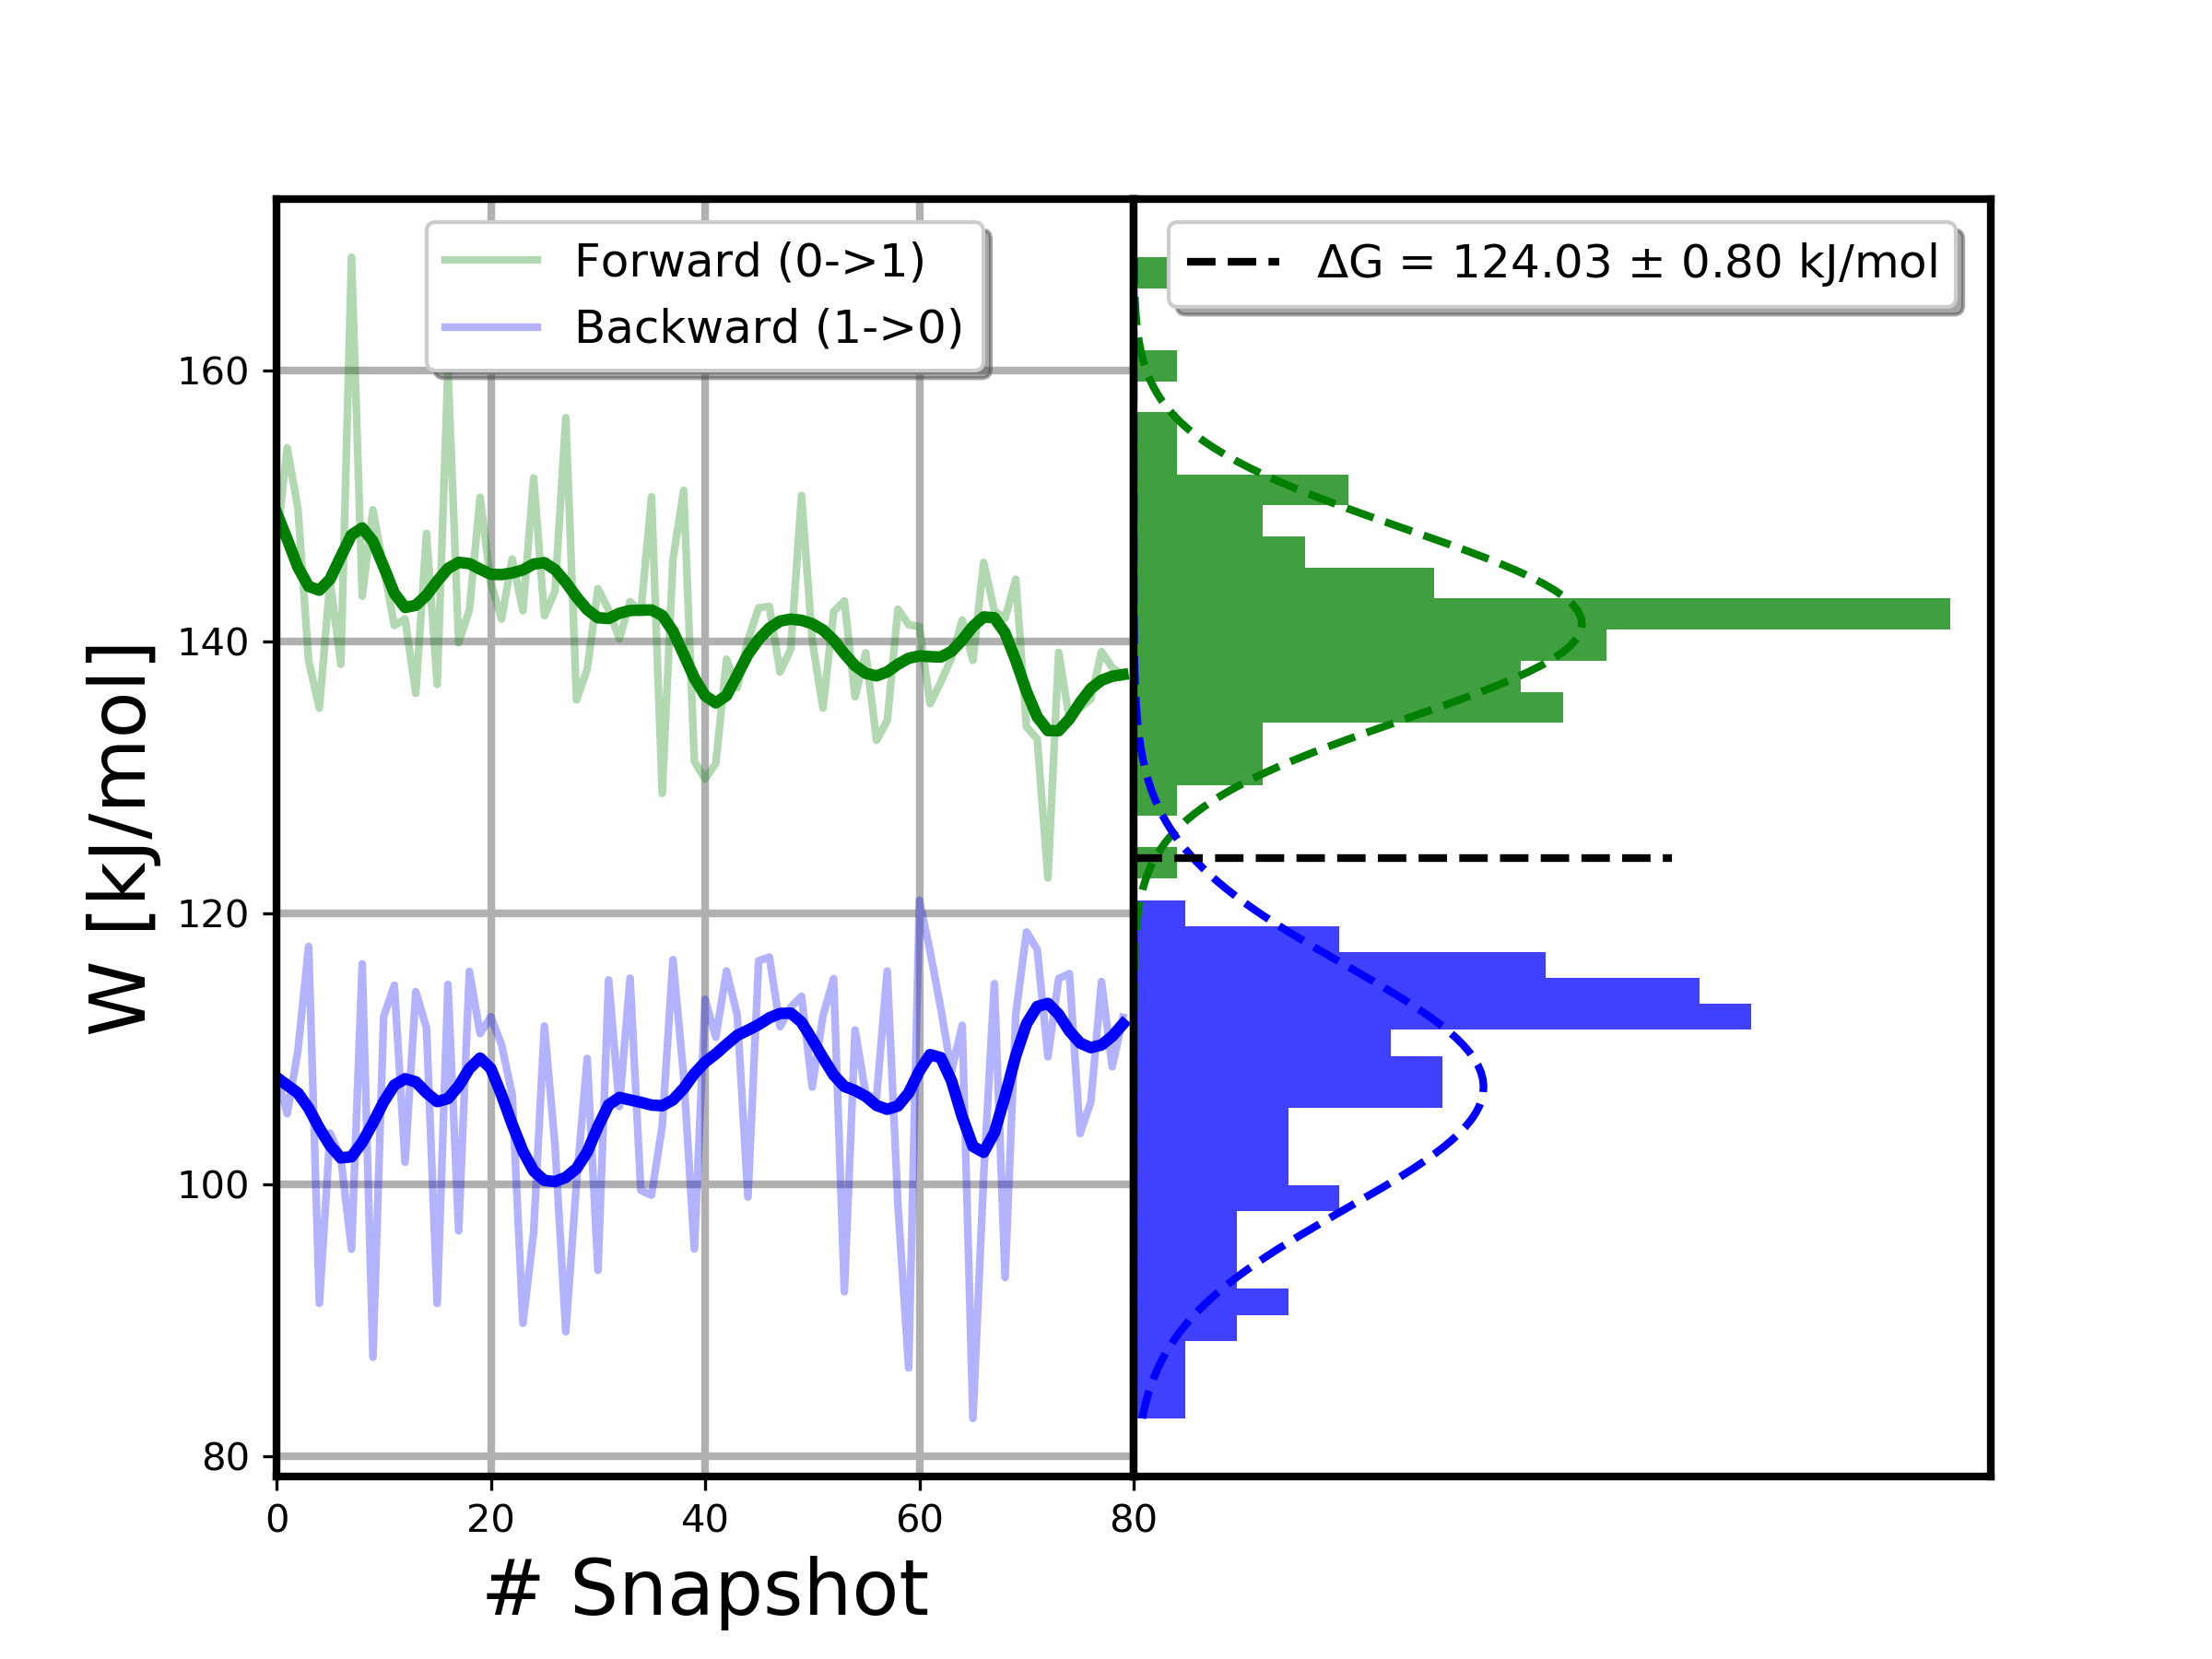 Forward (0->1)
Backward (1->0)
ΔG = 124.03 ± 0.80 kJ/mol
W [kJ/mol]
160
140
120
100
80
0 20 40 60 80
# Snapshot